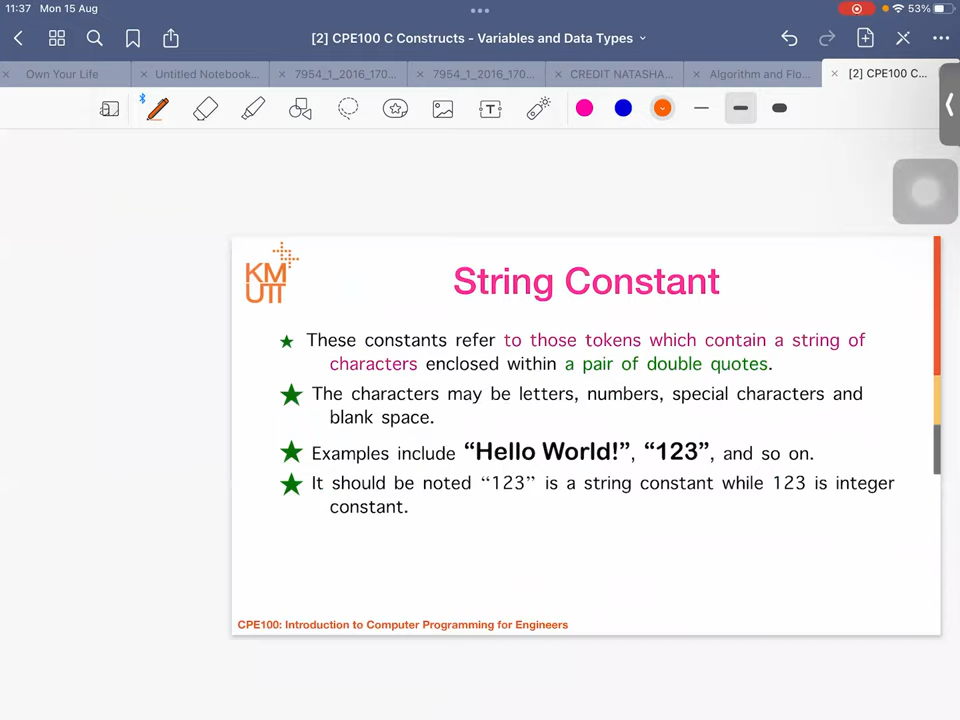 11:37 Mon 15 Aug
53%
[2] CPE100 C Constructs - Variables and Data Types
Own Your Life
Untitled Notebook...
7954_1_2016_170...
7954_1_2016_170...
CREDIT NATASHA...
Algorithm and Flo...
[2] CPE100 C...
T
KM
UTT
String Constant
These constants refer to those tokens which contain a string of
characters enclosed within a pair of double quotes.
The characters may be letters, numbers, special characters and
blank space.
Examples include “Hello World!”, “123”, and so on.
It should be noted “123” is a string constant while 123 is integer
constant.
CPE100: Introduction to Computer Programming for Engineers